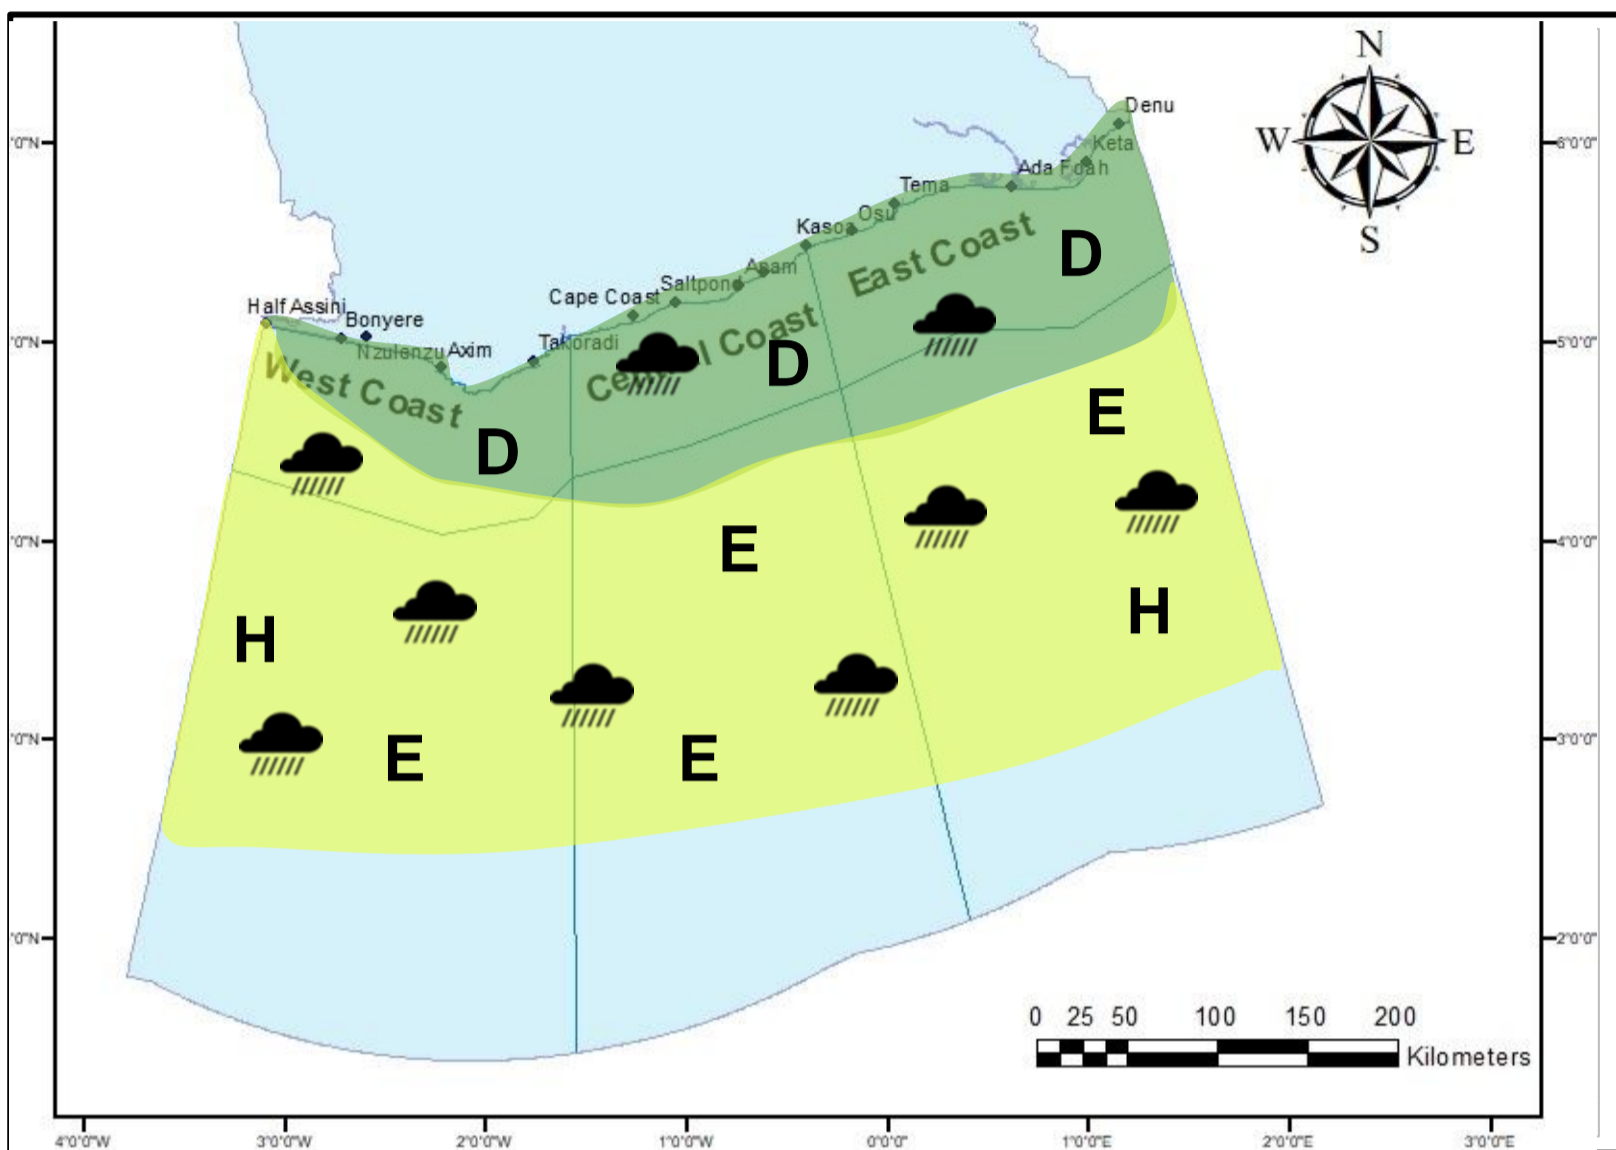 N
W E
S
Denu
Keta
Ada Foah
Tema
Osu
Kasoa
Apam
Saltpond
Cape Coast
Takoradi
Half Assini
Bonyere
Nzulenzu
Axim
West Coast
Coast
East Coast
D
D
D
E
E
H
H
E
E
6°0'0"
5°0'0"
4°0'0"
3°0'0"
2°0'0"
0 25 50 100 150 200
Kilometers
4°0'0"W 3°0'0"W 2°0'0"W 1°0'0"W 0°0'0" 1°0'0"E 2°0'0"E 3°0'0"E